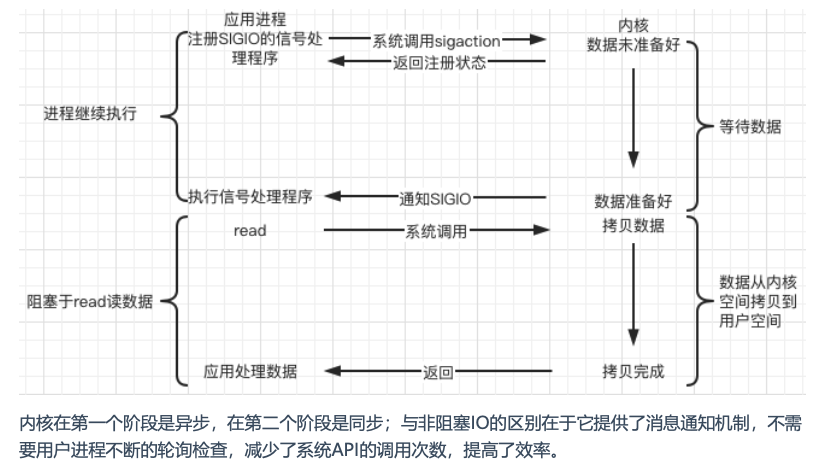 应用进程
内核
注册SIGIO的信号处
理程序
系统调用sigaction
数据未准备好
返回注册状态
进程继续执行
等待数据
执行信号处理程序
通知SIGIO
数据准备好
read
系统调用
拷贝数据
阻塞于read读数据
数据从内核
空间拷贝到
用户空间
应用处理数据
返回
拷贝完成
内核在第一个阶段是异步，在第二个阶段是同步；与非阻塞IO的区别在于它提供了消息通知机制，不需
要用户进程不断的轮询检查，减少了系统API的调用次数，提高了效率。